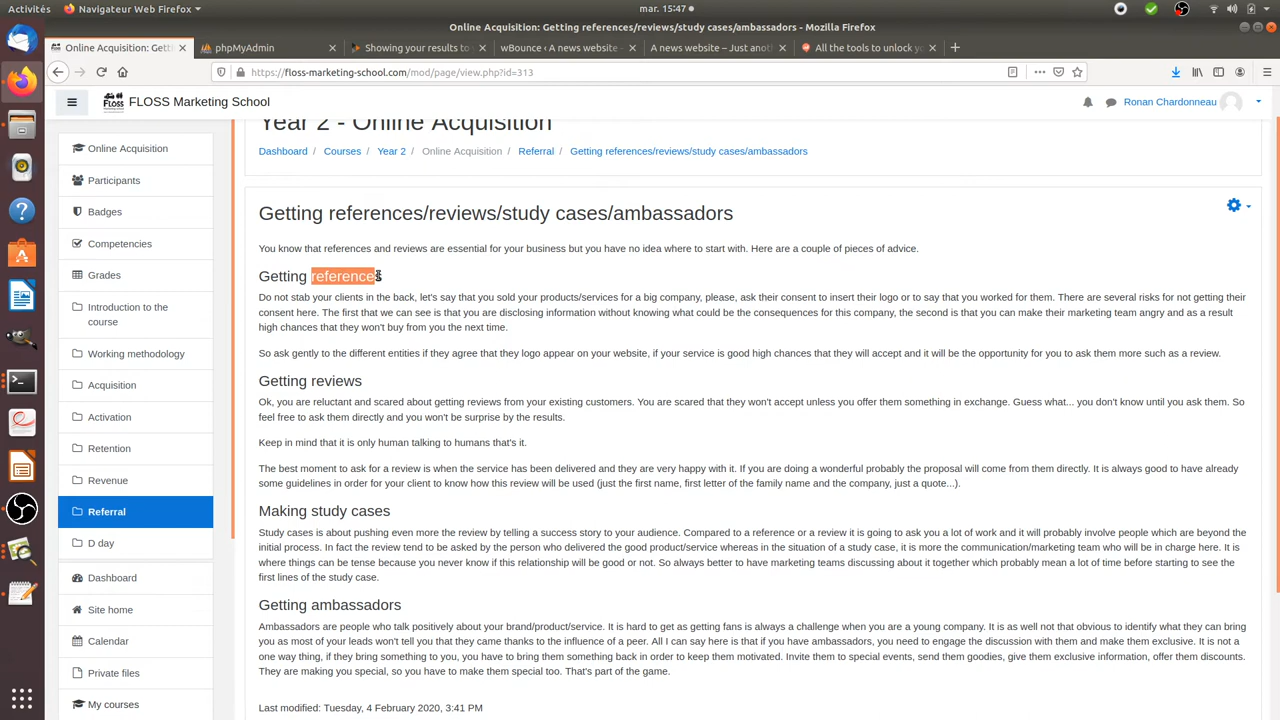 Activités Navigateur Web Firefox mar. 15:47
Online Acquisition: Getting references/reviews/study cases/ambassadors - Mozilla Firefox
Online Acquisition: Gett × phpMyAdmin × Showing your results to × wBounce ‹ A news website – × A news website – Just anot × All the tools to unlock yo × +
https://floss-marketing-school.com/mod/page/view.php?id=313
FLOSS FLOSS Marketing School Ronan Chardonneau
Year 2 - Online Acquisition
Dashboard / Courses / Year 2 / Online Acquisition / Referral / Getting references/reviews/study cases/ambassadors
Online Acquisition
Participants
Badges
Competencies
Grades
Introduction to the
course
Working methodology
Acquisition
Activation
Retention
Revenue
Referral
D day
Dashboard
Site home
Calendar
Private files
My courses
Getting references/reviews/study cases/ambassadors
You know that references and reviews are essential for your business but you have no idea where to start with. Here are a couple of pieces of advice.
Getting references
Do not stab your clients in the back, let's say that you sold your products/services for a big company, please, ask their consent to insert their logo or to say that you worked for them. There are several risks for not getting their
consent here. The first that we can see is that you are disclosing information without knowing what could be the consequences for this company, the second is that you can make their marketing team angry and as a result
high chances that they won't buy from you the next time.
So ask gently to the different entities if they agree that they logo appear on your website, if your service is good high chances that they will accept and it will be the opportunity for you to ask them more such as a review.
Getting reviews
Ok, you are reluctant and scared about getting reviews from your existing customers. You are scared that they won't accept unless you offer them something in exchange. Guess what... you don't know until you ask them. So
feel free to ask them directly and you won't be surprise by the results.
Keep in mind that it is only human talking to humans that's it.
The best moment to ask for a review is when the service has been delivered and they are very happy with it. If you are doing a wonderful probably the proposal will come from them directly. It is always good to have already
some guidelines in order for your client to know how this review will be used (just the first name, first letter of the family name and the company, just a quote...).
Making study cases
Study cases is about pushing even more the review by telling a success story to your audience. Compared to a reference or a review it is going to ask you a lot of work and it will probably involve people which are beyond the
initial process. In fact the review tend to be asked by the person who delivered the good product/service whereas in the situation of a study case, it is more the communication/marketing team who will be in charge here. It is
where things can be tense because you never know if this relationship will be good or not. So always better to have marketing teams discussing about it together which probably mean a lot of time before starting to see the
first lines of the study case.
Getting ambassadors
Ambassadors are people who talk positively about your brand/product/service. It is hard to get as getting fans is always a challenge when you are a young company. It is as well not that obvious to identify what they can bring
you as most of your leads won't tell you that they came thanks to the influence of a peer. All I can say here is that if you have ambassadors, you need to engage the discussion with them and make them exclusive. It is not a
one way thing, if they bring something to you, you have to bring them something back in order to keep them motivated. Invite them to special events, send them goodies, give them exclusive information, offer them discounts.
They are making you special, so you have to make them special too. That's part of the game.
Last modified: Tuesday, 4 February 2020, 3:41 PM